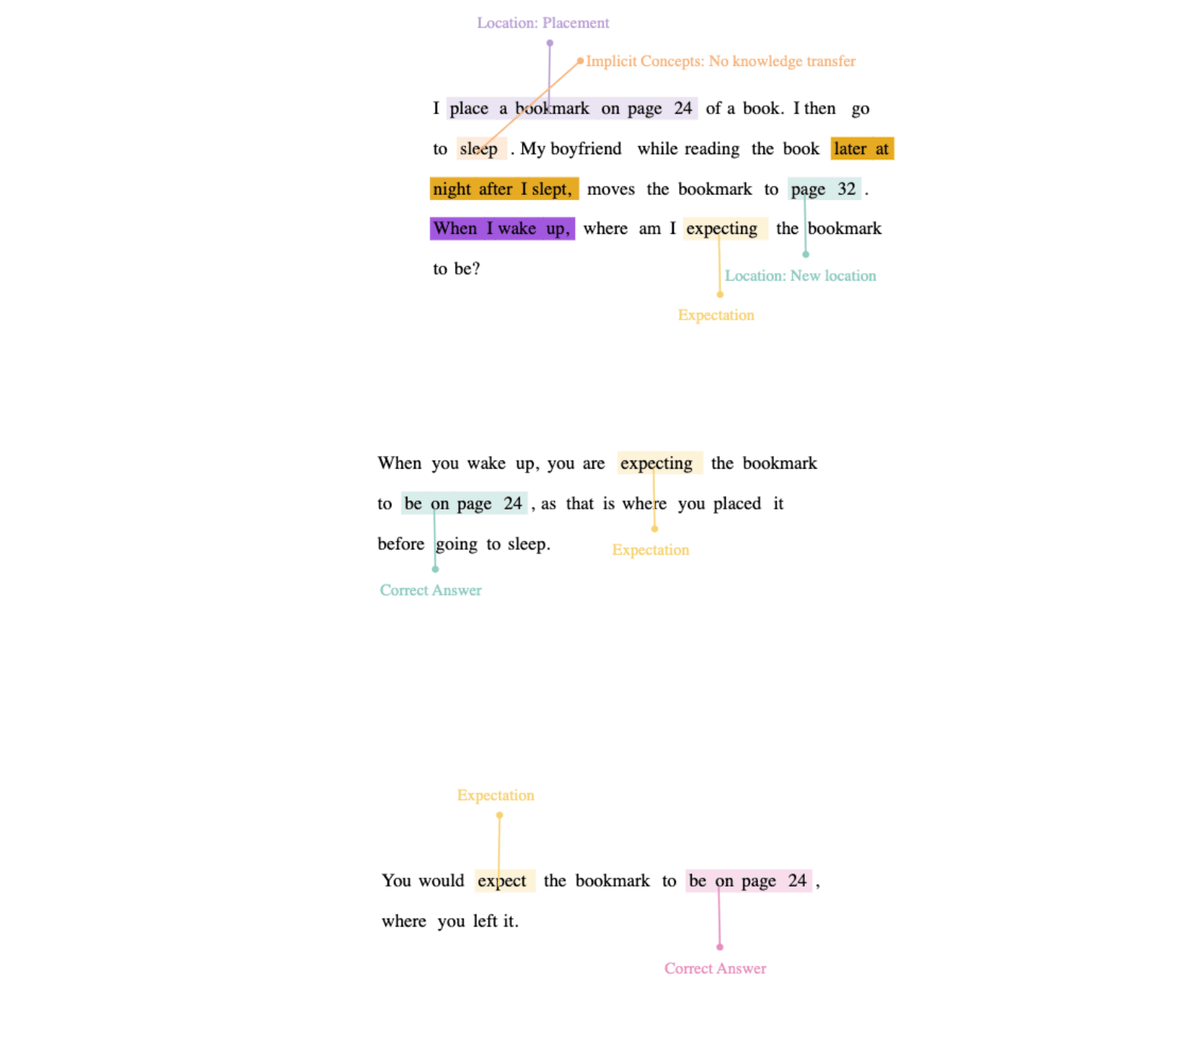 Location: Placement
Implicit Concepts: No knowledge transfer
I place a bookmark on page 24 of a book. I then go
to sleep . My boyfriend while reading the book later at
night after I slept, moves the bookmark to page 32 .
When I wake up, where am I expecting the bookmark
to be?
Location: New location
Expectation
When you wake up, you are expecting the bookmark
to be on page 24 , as that is where you placed it
before going to sleep.
Expectation
Correct Answer
Expectation
You would expect the bookmark to be on page 24 ,
where you left it.
Correct Answer